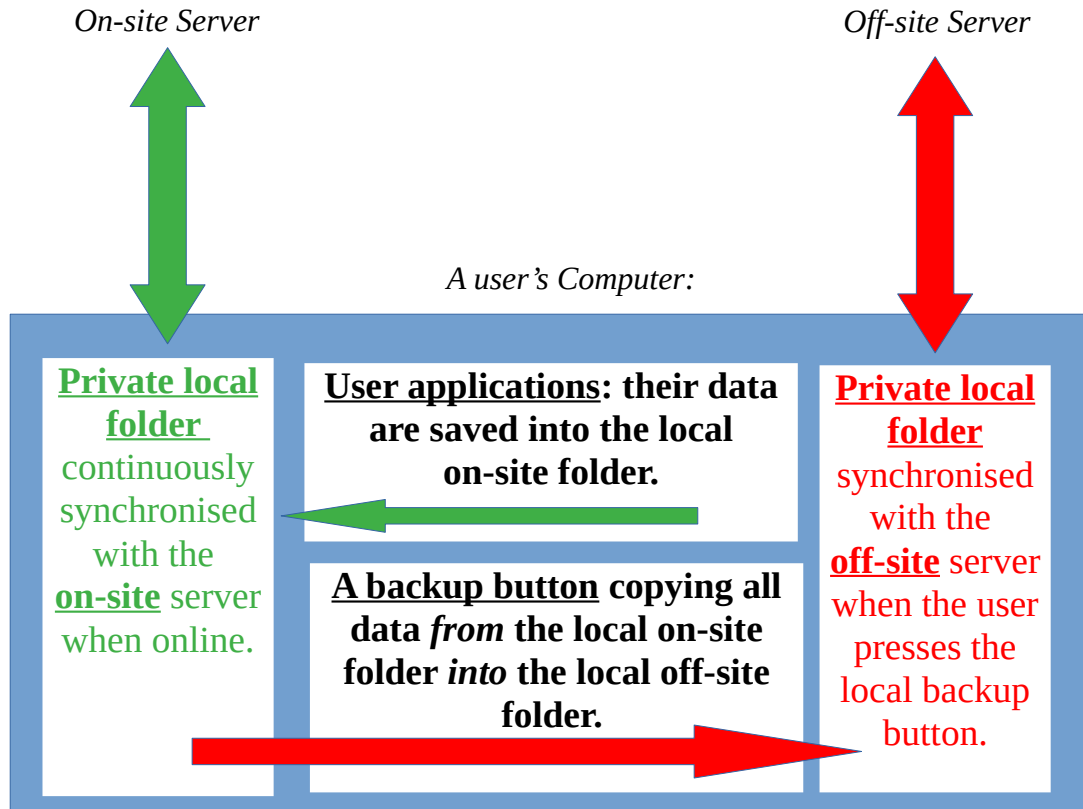 On-site Server
Off-site Server
A user’s Computer:
Private local
folder
continuously
synchronised
with the
on-site server
when online.
User applications: their data
are saved into the local
on-site folder.
A backup button copying all
data from the local on-site
folder into the local off-site
folder.
Private local
folder
synchronised
with the
off-site server
when the user
presses the
local backup
button.